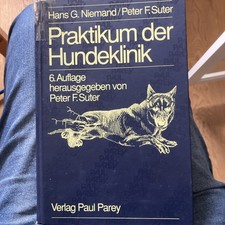 Hans G. Niemand/Peter F. Suter
Praktikum der
Hundeklinik
6. Auflage
herausgegeben von
Peter F. Suter
Verlag Paul Parey